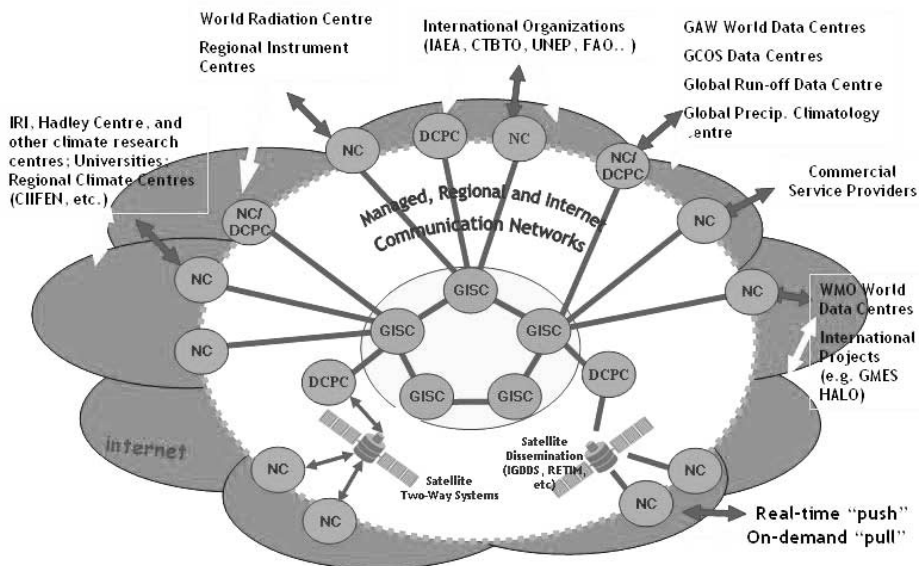 World Radiation Centre
Regional Instrument
Centres
International Organizations
(IAEA, CTBTO, UNEP, FAO.. )
GAW World Data Centres
GCOS Data Centres
Global Run-off Data Centre
Global Precip. Climatology
.entre
IRI, Hadley Centre, and
other climate research
centres; Universities;
Regional Climate Centres
(CIIFEN, etc.)
Commercial
Service Providers
WMO World
Data Centres
International
Projects
(e.g. GMES
HALO)
NC
DCPC
NC
NC/
DCPC
NC/
DCPC
NC
NC
NC
NC
Managed, Regional and Internet
Communication Networks
GISC
GISC
GISC
GISC
GISC
DCPC
DCPC
internet
Satellite
Two-Way Systems
Satellite
Dissemination
(IGDDS, RETIM,
etc)
NC
NC
NC
NC
Real-time “push”
On-demand “pull”